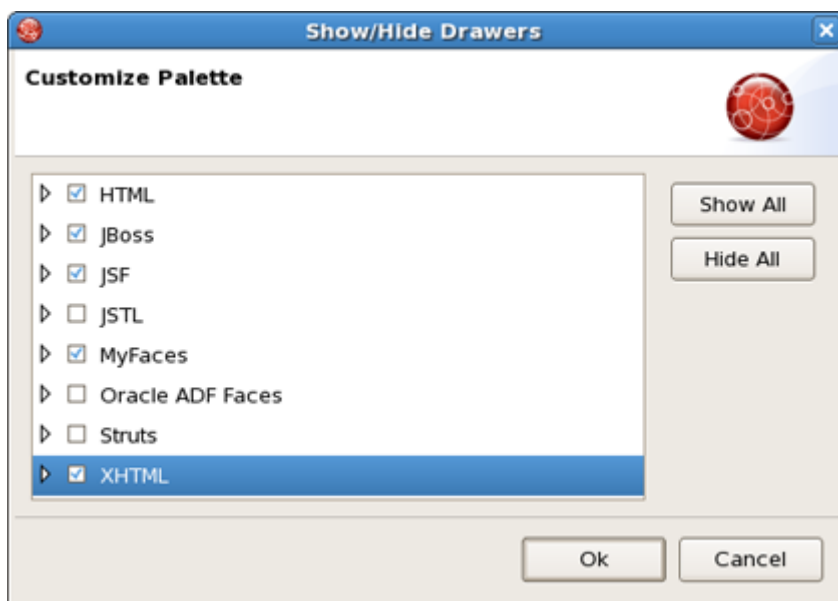 Show/Hide Drawers
Customize Palette
HTML
JBoss
JSF
JSTL
MyFaces
Oracle ADF Faces
Struts
XHTML
Show All
Hide All
Ok
Cancel